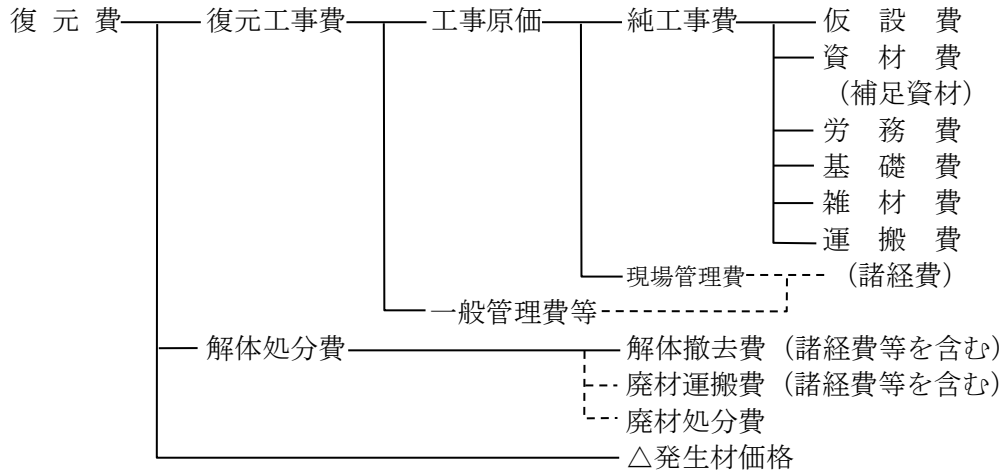 復 元 費 復元工事費 工事原価 純工事費 仮 設 費
資 材 費
（補足資材）
労 務 費
基 礎 費
雑 材 費
運 搬 費
現場管理費 （諸経費）
一般管理費等
解体処分費 解体撤去費（諸経費等を含む）
廃材運搬費（諸経費等を含む）
廃材処分費
△発生材価格